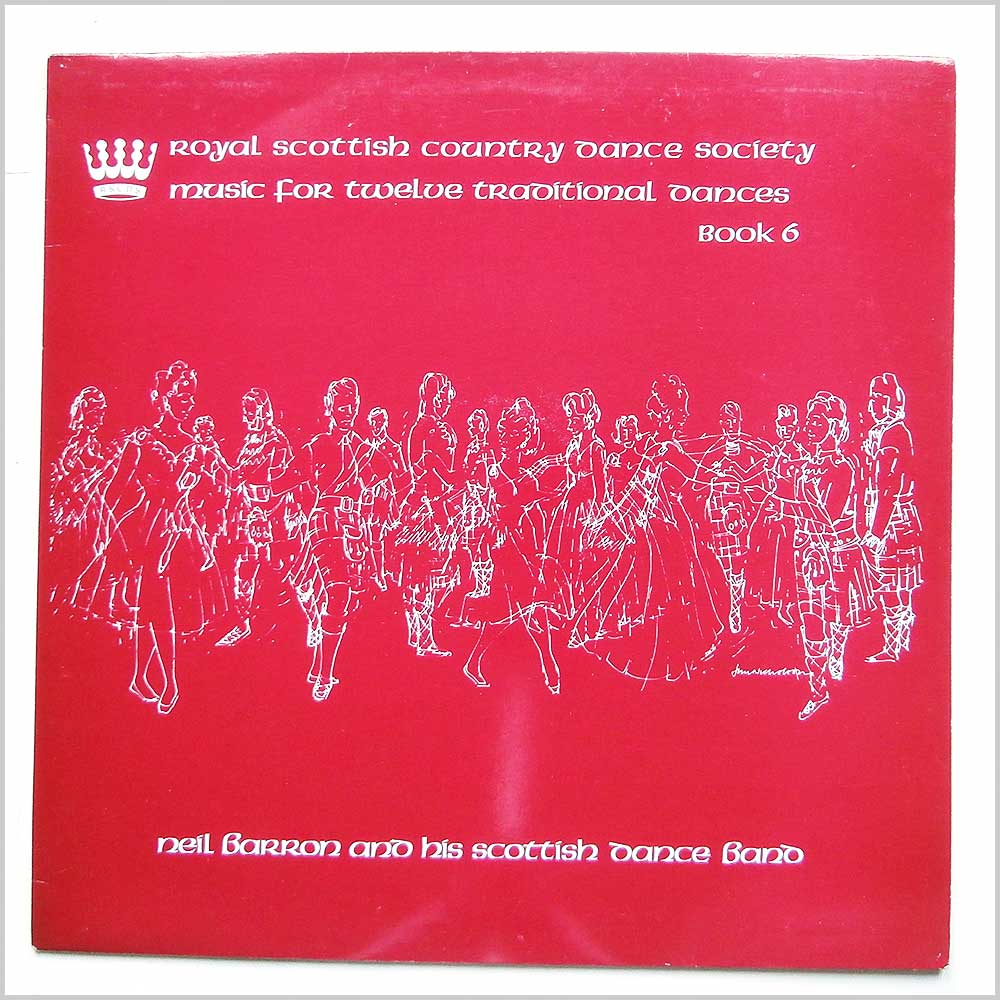 Royal Scottish Country Dance Society
Music for Twelve Traditional Dances
Book 6
RSCDS
Neil Barron and his Scottish Dance Band